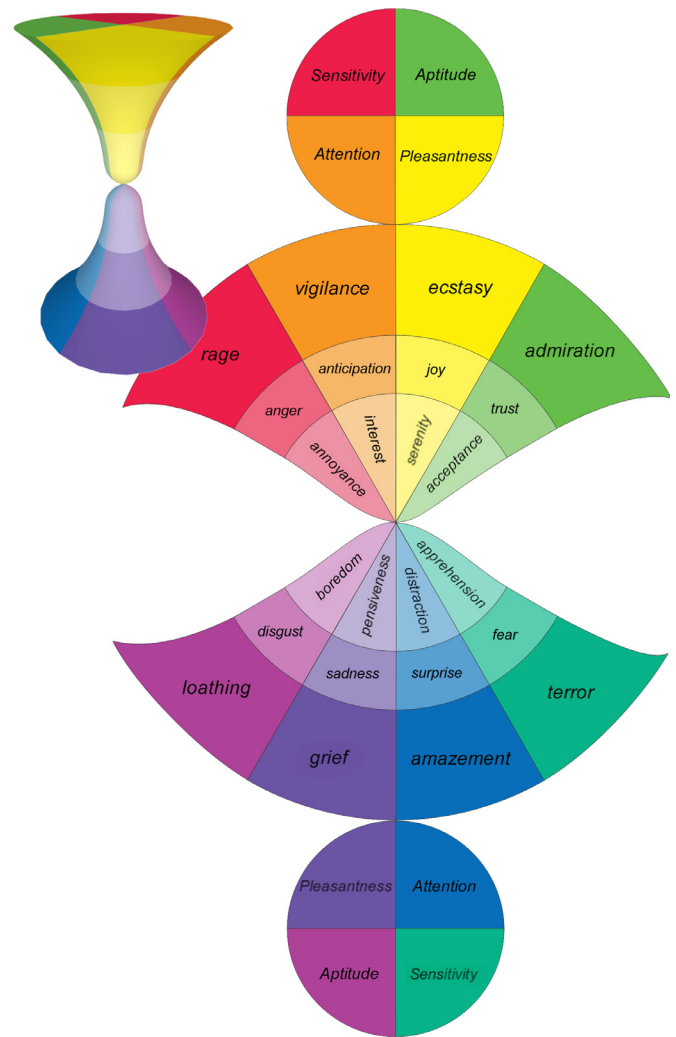 Sensitivity
Aptitude
Attention
Pleasantness
rage
vigilance
ecstasy
admiration
anger
anticipation
joy
trust
annoyance
interest
serenity
acceptance
boredom
pensiveness
distraction
apprehension
disgust
sadness
surprise
fear
loathing
grief
amazement
terror
Pleasantness
Attention
Aptitude
Sensitivity